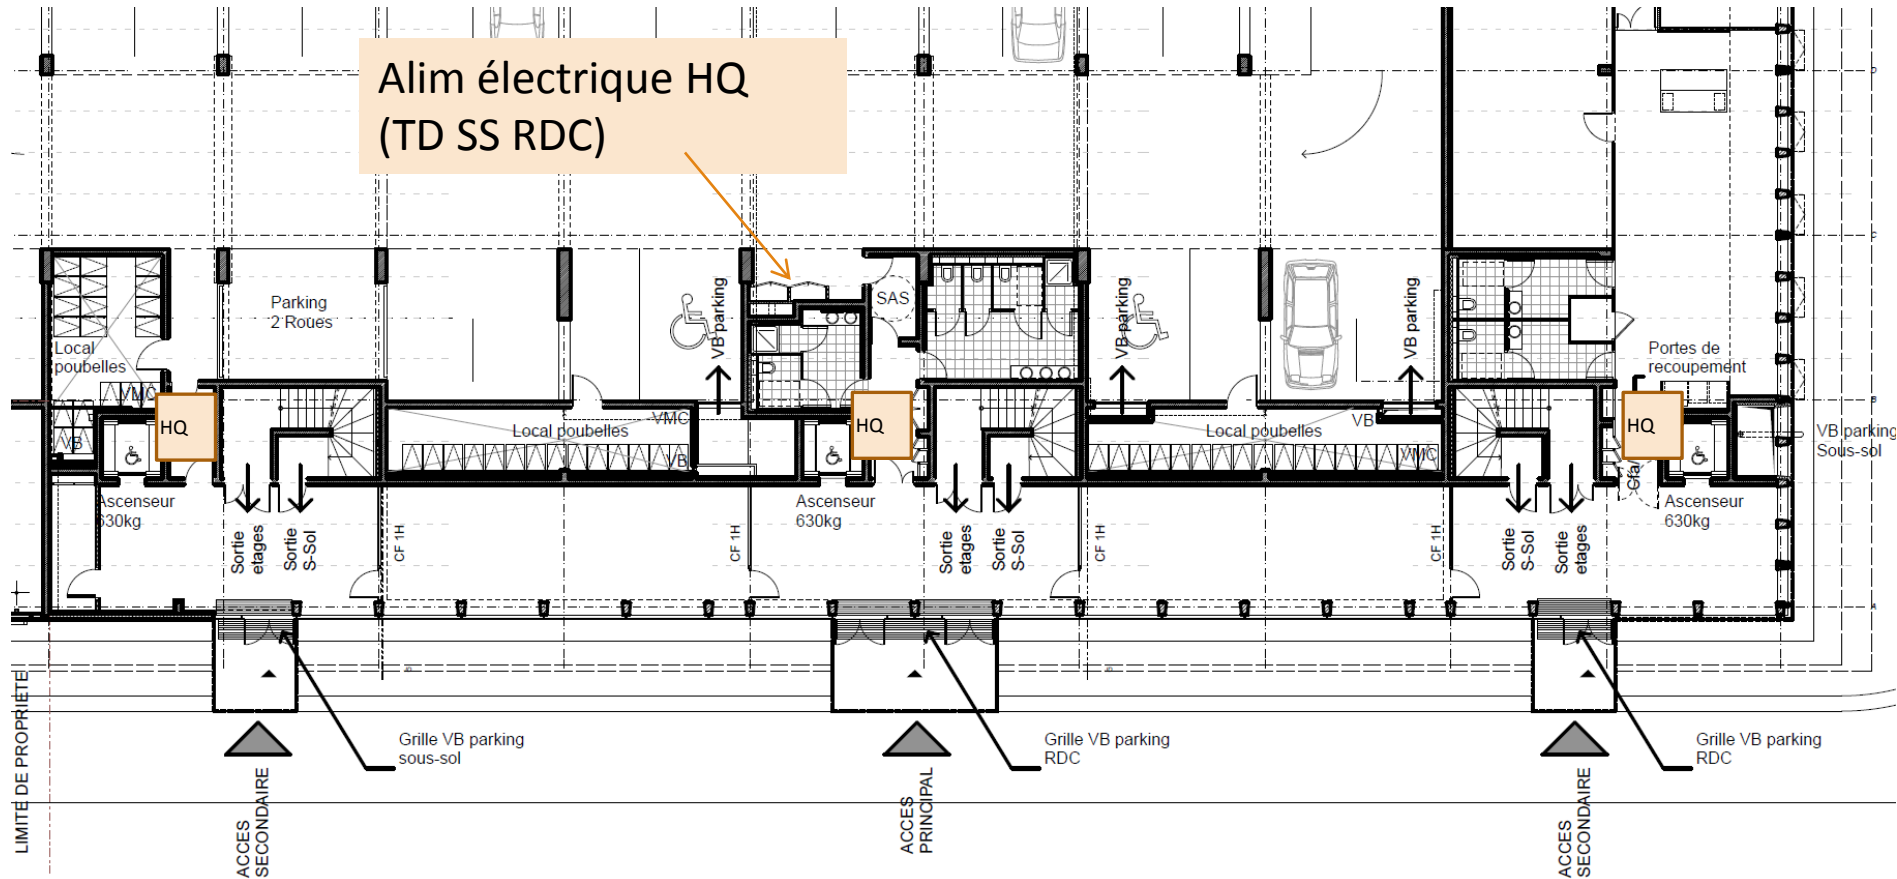 Alim électrique HQ
(TD SS RDC)
Parking
2 Roues
SAS
VB parking
VB parking
VB parking
Local
poubelles
Portes de
recoupement
VMC
HQ
VB
Local poubelles
VMC
VB
HQ
Local poubelles
VB
VMC
HQ
Cfa
VB parking
Sous-sol
Ascenseur
630kg
Ascenseur
630kg
Ascenseur
630kg
Sortie
etages
Sortie
S-Sol
CF 1H
CF 1H
Sortie
etages
Sortie
S-Sol
CF 1H
CF 1H
Sortie
S-Sol
Sortie
etages
D
C
B
A
LIMITE DE PROPRIETE
Grille VB parking
sous-sol
Grille VB parking
RDC
Grille VB parking
RDC
ACCES
SECONDAIRE
ACCES
PRINCIPAL
ACCES
SECONDAIRE